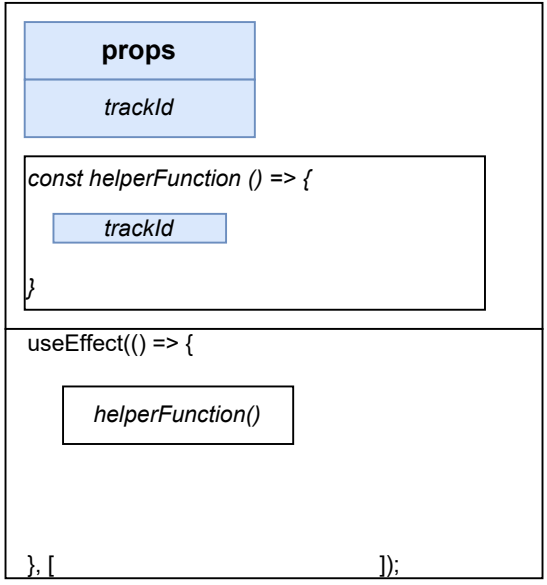 props
trackId
const helperFunction () => {
trackId
}
useEffect(() => {
helperFunction()
}, [ ]);